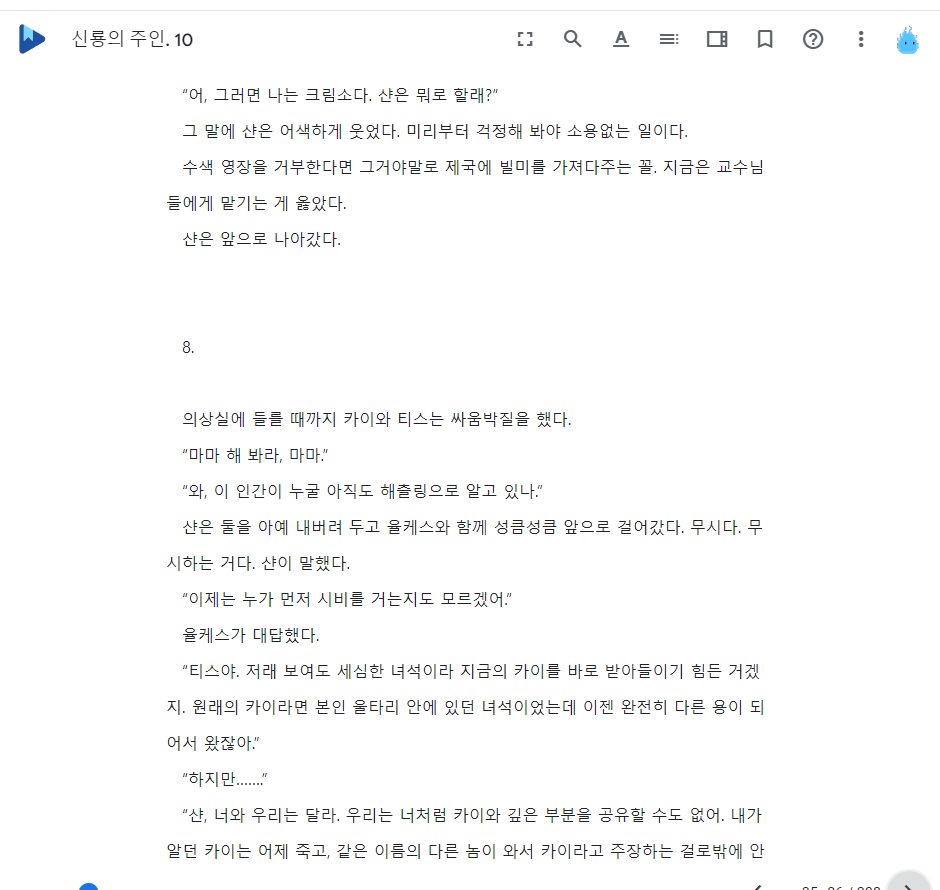 신룡의 주인. 10
"어, 그러면 나는 크림소다. 샨은 뭐로 할래?"
그 말에 샨은 어색하게 웃었다. 미리부터 걱정해 봐야 소용없는 일이다.
수색 영장을 거부한다면 그거야말로 제국에 빌미를 가져다주는 꼴. 지금은 교수님
들에게 맡기는 게 옳았다.
샨은 앞으로 나아갔다.
8.
의상실에 들를 때까지 카이와 티스는 싸움박질을 했다.
"마마 해 봐라, 마마."
"와, 이 인간이 누굴 아직도 해츨링으로 알고 있나."
샨은 둘을 아예 내버려 두고 율케스와 함께 성큼성큼 앞으로 걸어갔다. 무시다. 무
시하는 거다. 샨이 말했다.
"이제는 누가 먼저 시비를 거는지도 모르겠어."
율케스가 대답했다.
"티스야. 저래 보여도 세심한 녀석이라 지금의 카이를 바로 받아들이기 힘든 거겠
지. 원래의 카이라면 본인 울타리 안에 있던 녀석이었는데 이젠 완전히 다른 용이 되
어서 왔잖아."
"하지만……."
"샨, 너와 우리는 달라. 우리는 너처럼 카이와 깊은 부분을 공유할 수도 없어. 내가
알던 카이는 어제 죽고, 같은 이름의 다른 놈이 와서 카이라고 주장하는 걸로밖에 안